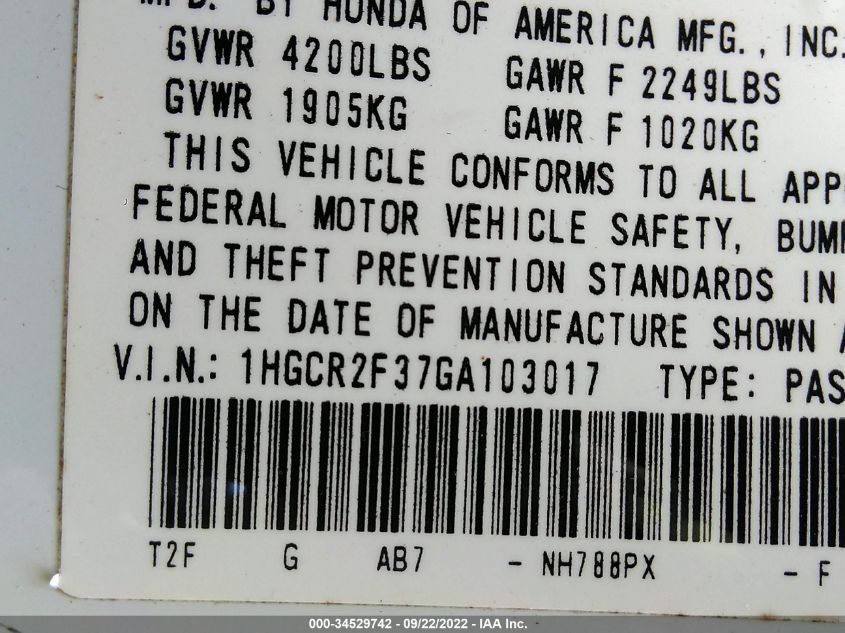 MFD. BY HONDA OF AMERICA MFG., INC.
GVWR 4200LBS GAWR F 2249LBS
GVWR 1905KG GAWR F 1020KG
THIS VEHICLE CONFORMS TO ALL APP
FEDERAL MOTOR VEHICLE SAFETY, BUM
AND THEFT PREVENTION STANDARDS IN
ON THE DATE OF MANUFACTURE SHOWN A
V.I.N.: 1HGCR2F37GA103017 TYPE: PAS
T2F G AB7 - NH788PX - F
000-34529742 - 09/22/2022 - IAA Inc.